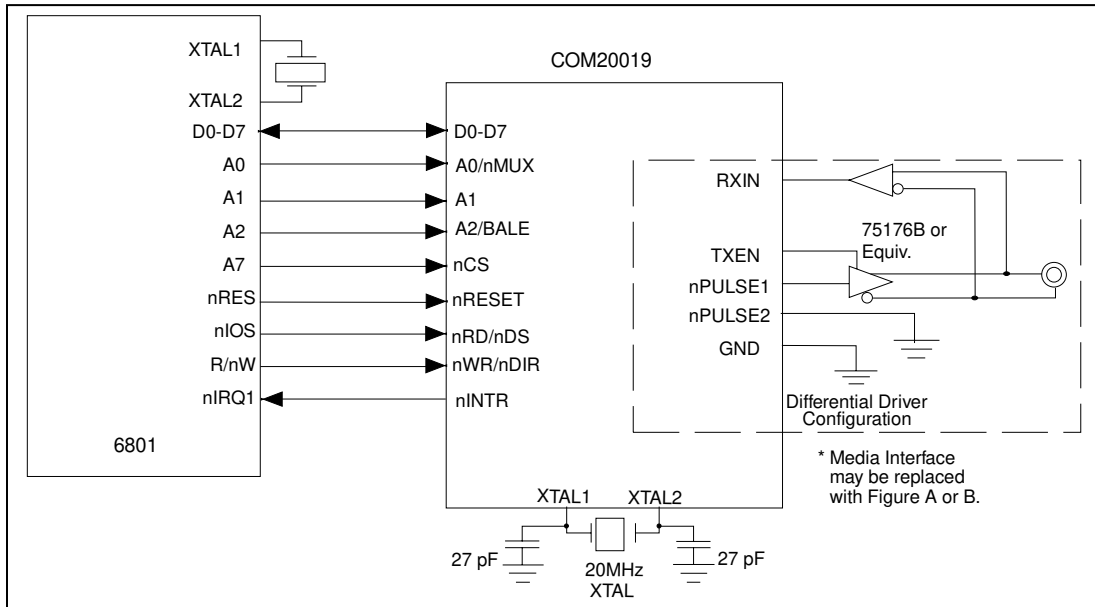 COM20019
XTAL1
XTAL2
D0-D7
A0
A1
A2
A7
nRES
nIOS
R/nW
nIRQ1
6801
D0-D7
A0/nMUX
A1
A2/BALE
nCS
nRESET
nRD/nDS
nWR/nDIR
nINTR
RXIN
TXEN
nPULSE1
nPULSE2
GND
75176B or
Equiv.
Differential Driver
Configuration
* Media Interface
may be replaced
with Figure A or B.
XTAL1
XTAL2
27 pF
20MHz
XTAL
27 pF